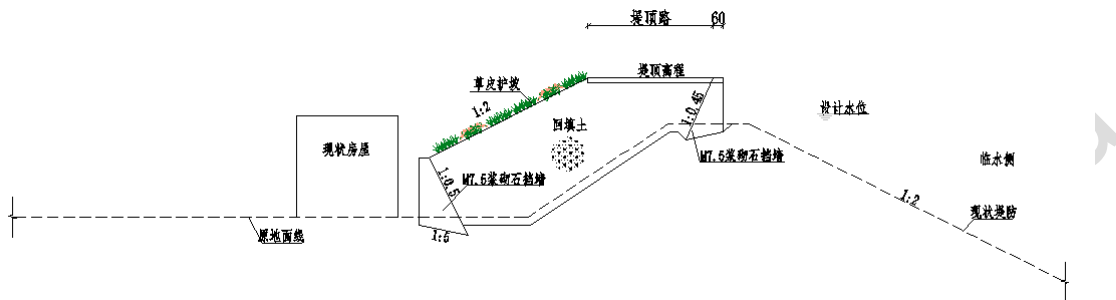 堤顶路 60
堤顶高程
草皮护坡
1:2
1:0.45
设计水位
现状房屋
回填土
M7.5浆砌石挡墙
临水侧
1:0.5
M7.5浆砌石挡墙
1:2
现状堤防
原地面线
1:5